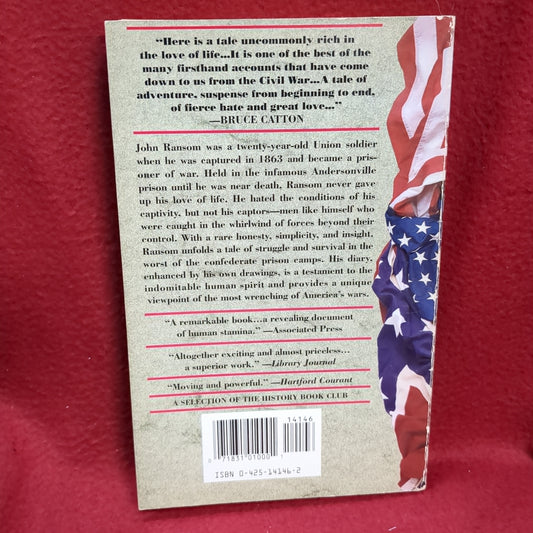 "Here is a tale uncommonly rich in
the love of life...It is one of the best of the
many firsthand accounts that have come
down to us from the Civil War...A tale of
adventure, suspense from beginning to end,
of fierce hate and great love..."
—BRUCE CATTON
John Ransom was a twenty-year-old Union soldier
when he was captured in 1863 and became a pris-
oner of war. Held in the infamous Andersonville
prison until he was near death, Ransom never gave
up his love of life. He hated the conditions of his
captivity, but not his captors—men like himself who
were caught in the whirlwind of forces beyond their
control. With a rare honesty, simplicity, and insight,
Ransom unfolds a tale of struggle and survival in the
worst of the confederate prison camps. His diary,
enhanced by his own drawings, is a testament to the
indomitable human spirit and provides a unique
viewpoint of the most wrenching of America's wars.
"A remarkable book...a revealing document
of human stamina." —Associated Press
"Altogether exciting and almost priceless...
a superior work." —Library Journal
"Moving and powerful." —Hartford Courant
A SELECTION OF THE HISTORY BOOK CLUB
14146
0 71831 01000 1
ISBN 0-425-14146-2